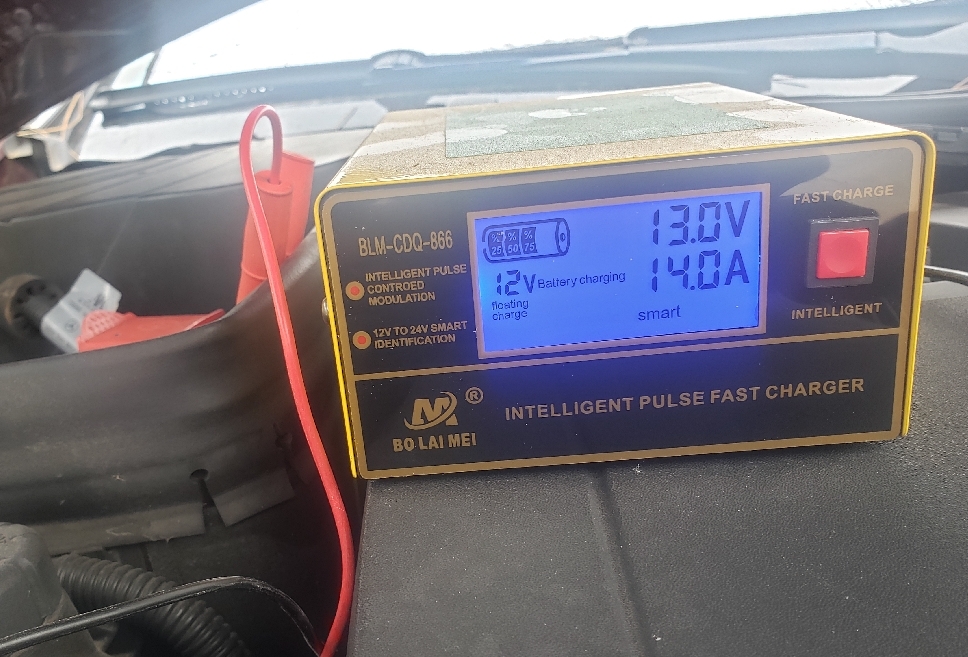 BLM-CDQ-866
INTELLIGENT PULSE
CONTROED
MODULATION
12V TO 24V SMART
IDENTIFICATION
% % %
25 50 75
12V Battery charging
floating
charge
13.0V
14.0A
smart
FAST CHARGE
INTELLIGENT
®
BO LAI MEI
INTELLIGENT PULSE FAST CHARGER